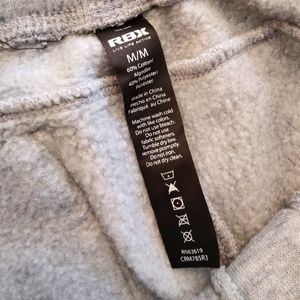 RBX
LIVE LIFE ACTIVE
M/M
60% Cotton/
Algodón
40% Polyester/
Poliéster
Made in China
Hecho en China
Fabriqué au China
Machine wash cold
with like colors.
Do not use bleach.
Do not use
fabric softeners.
Tumble dry low,
remove promptly.
Do not iron.
Do not dry clean.
RN63619
CRM785R3